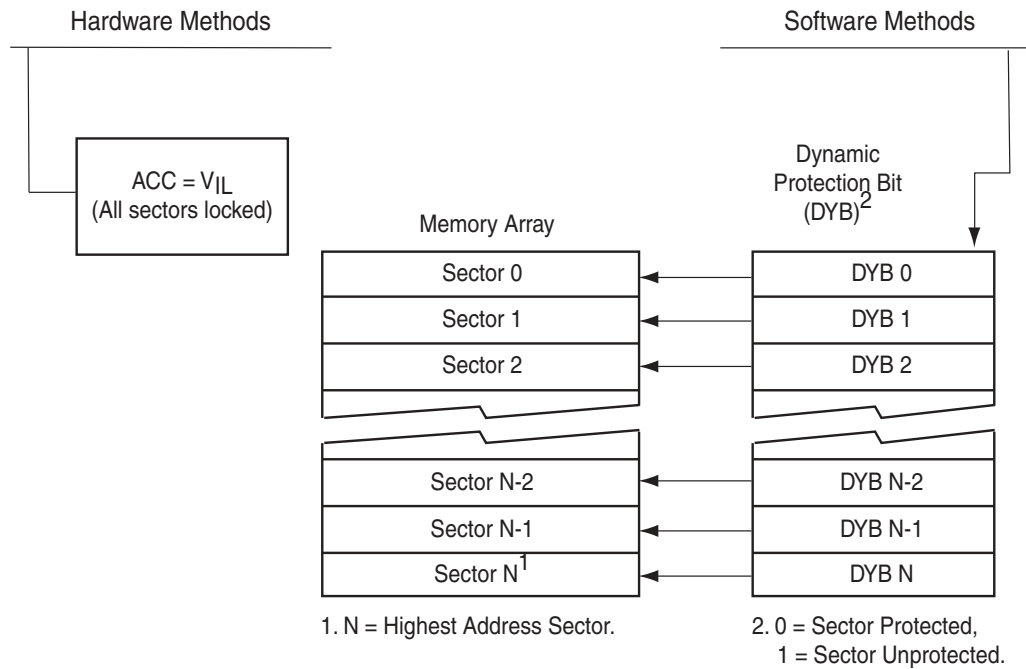 Hardware Methods
Software Methods
ACC = VIL
(All sectors locked)
Dynamic
Protection Bit
(DYB)2
Memory Array
Sector 0
DYB 0
Sector 1
DYB 1
Sector 2
DYB 2
Sector N-2
DYB N-2
Sector N-1
DYB N-1
Sector N1
DYB N
1. N = Highest Address Sector.
2. 0 = Sector Protected,
1 = Sector Unprotected.